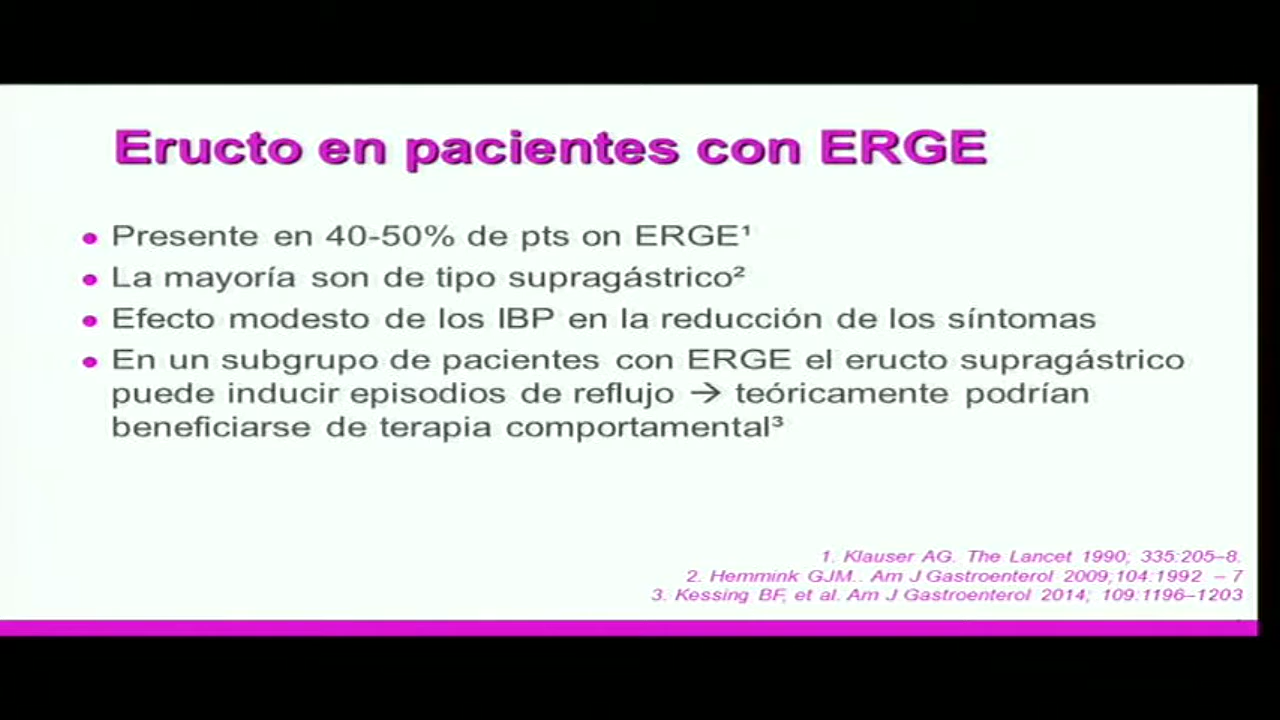 Eructo en pacientes con ERGE
Presente en 40-50% de pts on ERGE¹
La mayoría son de tipo supragástrico²
Efecto modesto de los IBP en la reducción de los síntomas
En un subgrupo de pacientes con ERGE el eructo supragástrico
puede inducir episodios de reflujo → teóricamente podrían
beneficiarse de terapia comportamental³
1. Klauser AG. The Lancet 1990; 335:205–8.
2. Hemmink GJM.. Am J Gastroenterol 2009;104:1992 – 7
3. Kessing BF, et al. Am J Gastroenterol 2014; 109:1196–1203